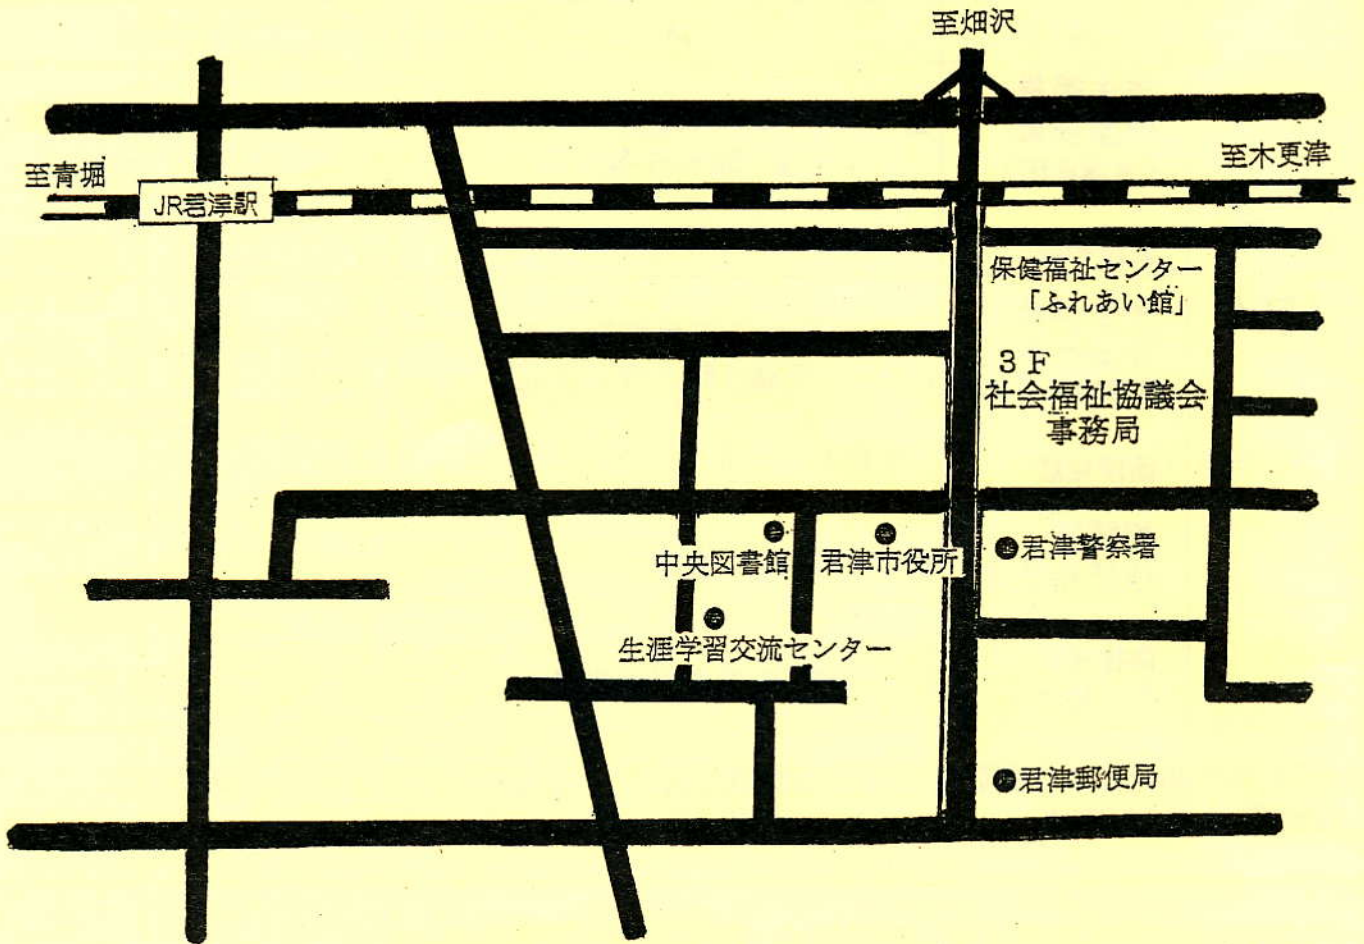 至畑沢
至青堀
至木更津
JR君津駅
保健福祉センター
「ふれあい館」
3F
社会福祉協議会
事務局
中央図書館
君津市役所
君津警察署
生涯学習交流センター
君津郵便局